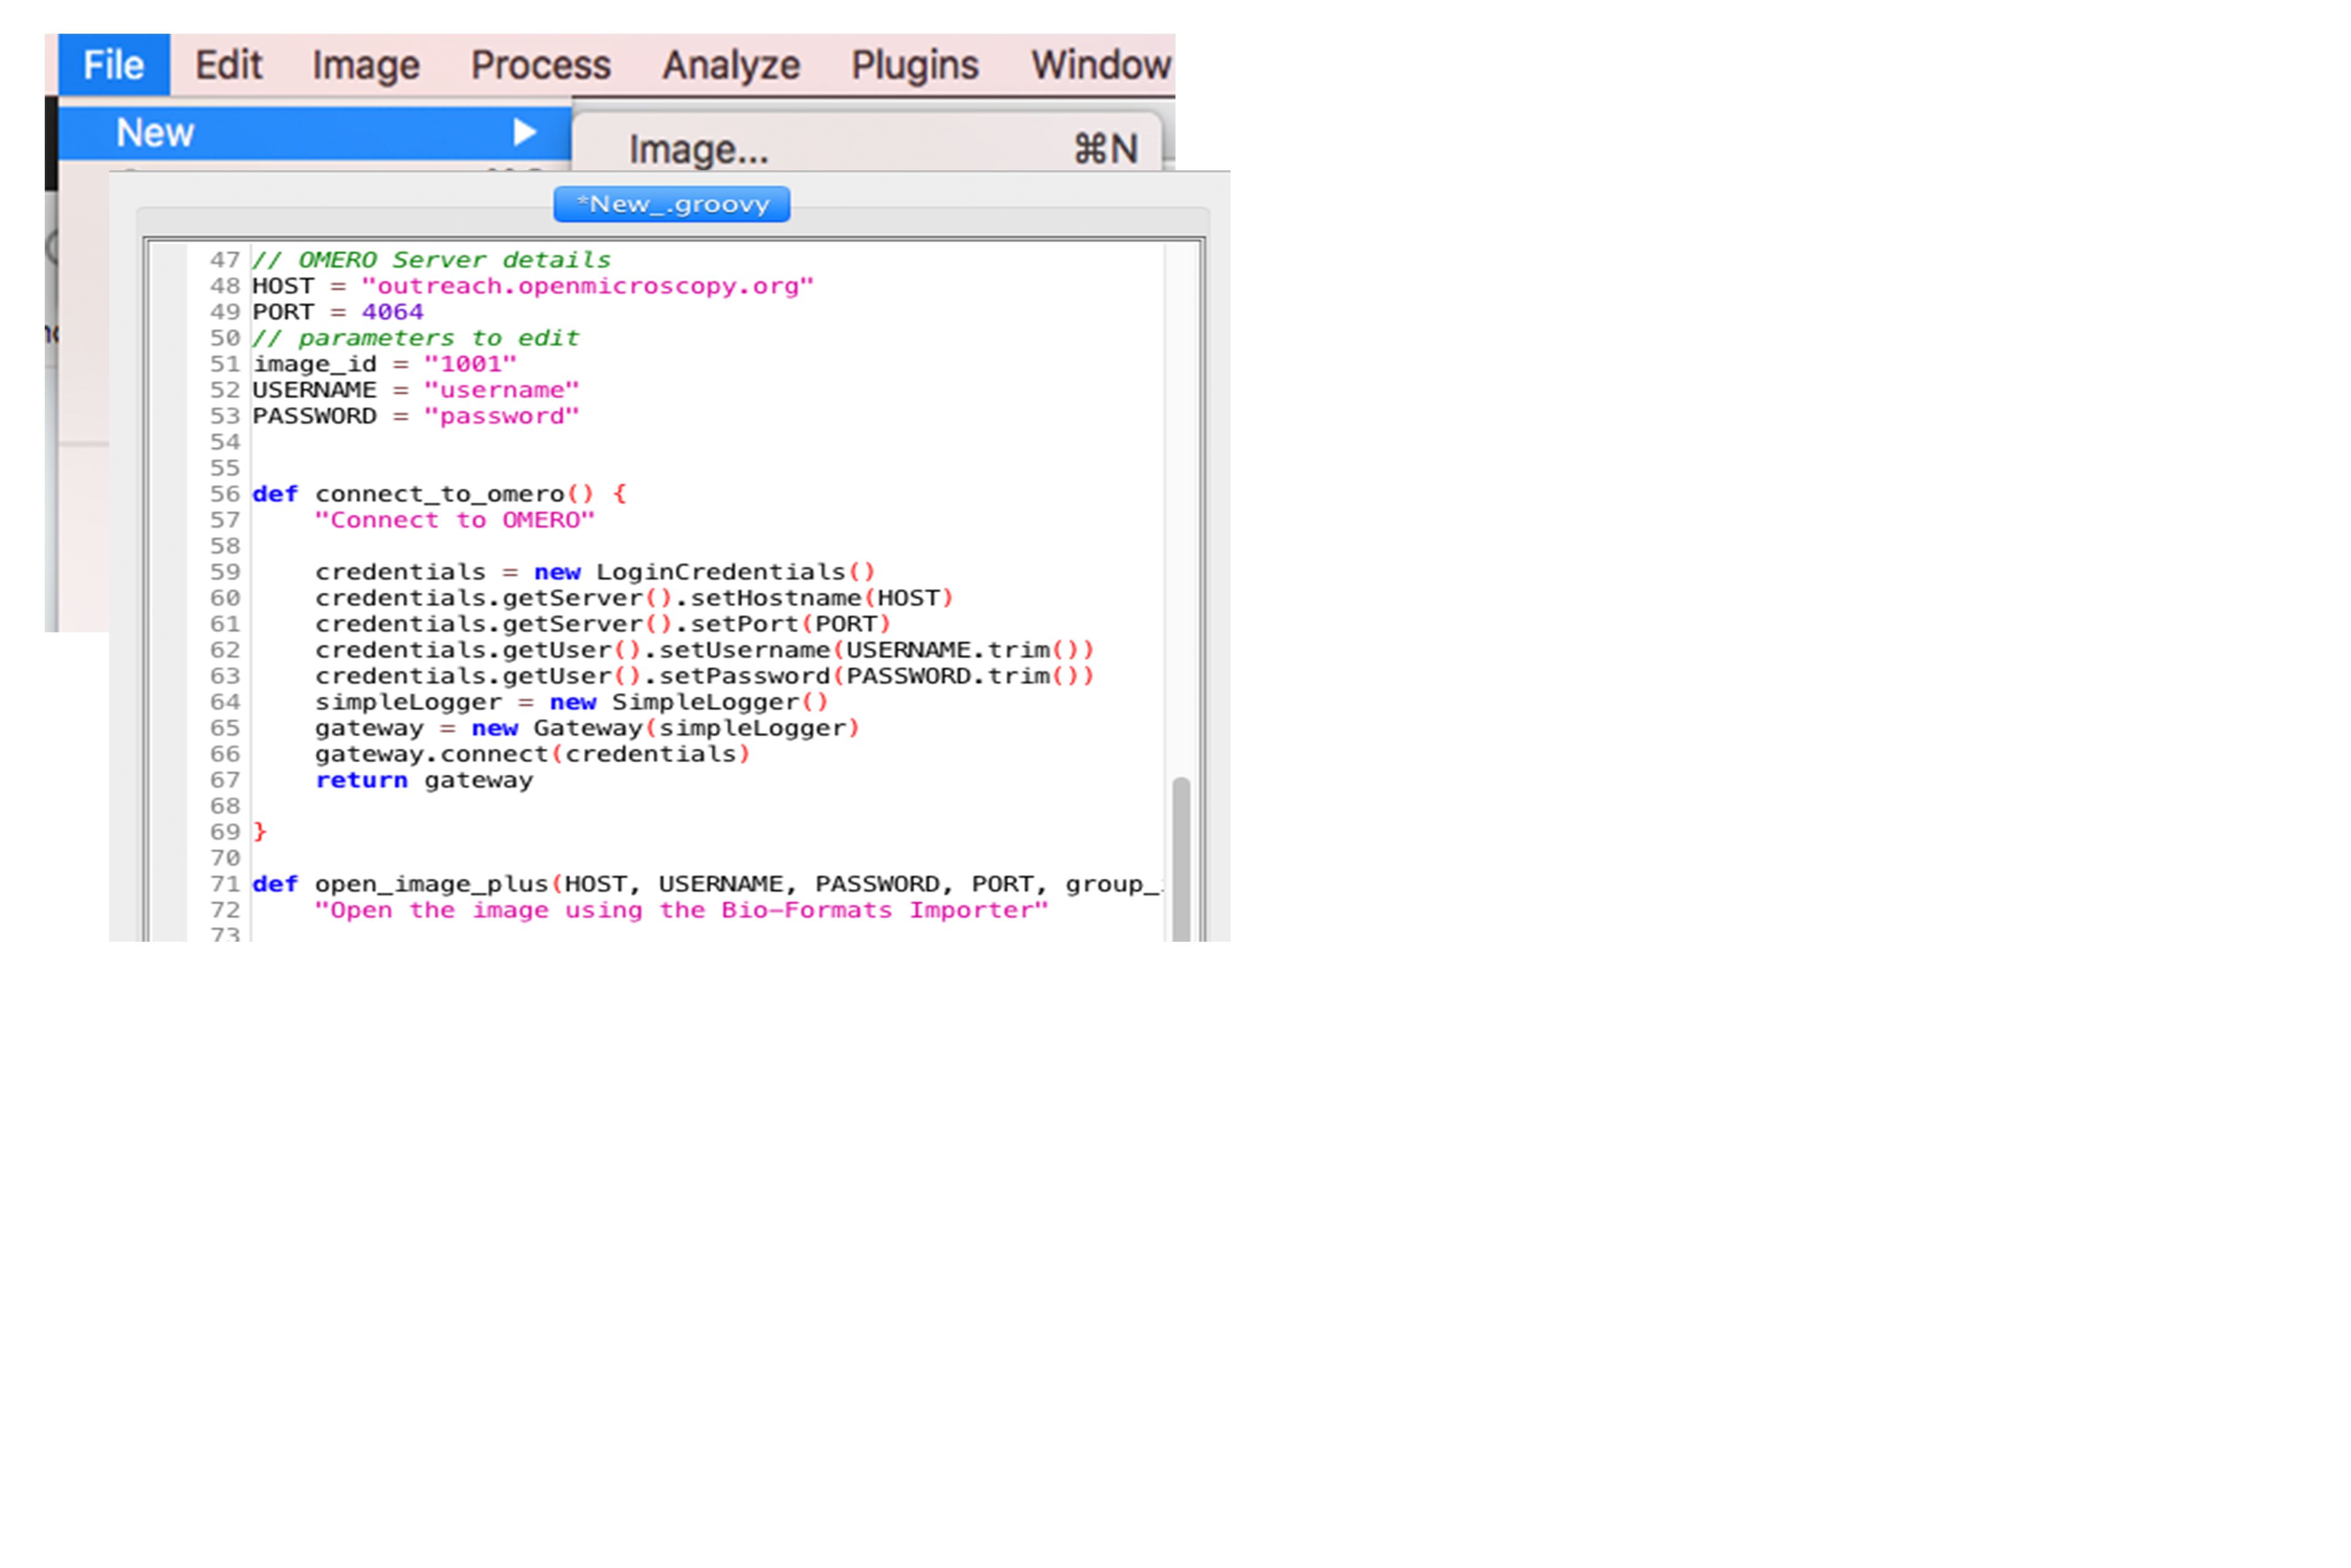 File Edit Image Process Analyze Plugins Window
New
Image... ⌘N
*New_.groovy
47 // OMERO Server details
48 HOST = "outreach.openmicroscopy.org"
49 PORT = 4064
50 // parameters to edit
51 image_id = "1001"
52 USERNAME = "username"
53 PASSWORD = "password"
54
55
56 def connect_to_omero() {
57 "Connect to OMERO"
58
59 credentials = new LoginCredentials()
60 credentials.getServer().setHostname(HOST)
61 credentials.getServer().setPort(PORT)
62 credentials.getUser().setUsername(USERNAME.trim())
63 credentials.getUser().setPassword(PASSWORD.trim())
64 simpleLogger = new SimpleLogger()
65 gateway = new Gateway(simpleLogger)
66 gateway.connect(credentials)
67 return gateway
68
69 }
70
71 def open_image_plus(HOST, USERNAME, PASSWORD, PORT, group_
72 "Open the image using the Bio-Formats Importer"
73